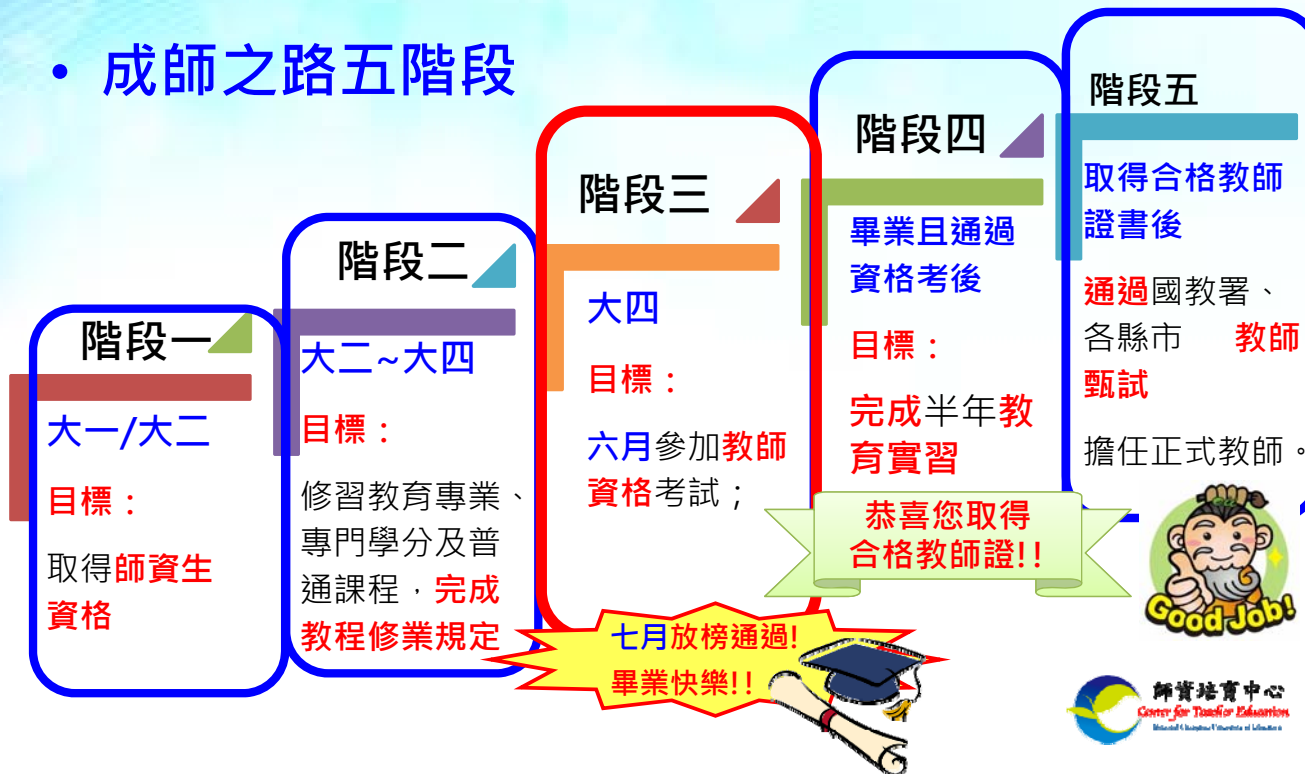 • 成師之路五階段
階段一
大一/大二
目標：
取得師資生
資格
階段二
大二~大四
目標：
修習教育專業、
專門學分及普
通課程，完成
教程修業規定
階段三
大四
目標：
六月參加教師
資格考試；
七月放榜通過!
畢業快樂!!
階段四
畢業且通過
資格考後
目標：
完成半年教
育實習
恭喜您取得
合格教師證!!
階段五
取得合格教師
證書後
通過國教署、
各縣市 教師
甄試
擔任正式教師。
Good Job!
師資培育中心
Center for Teacher Education